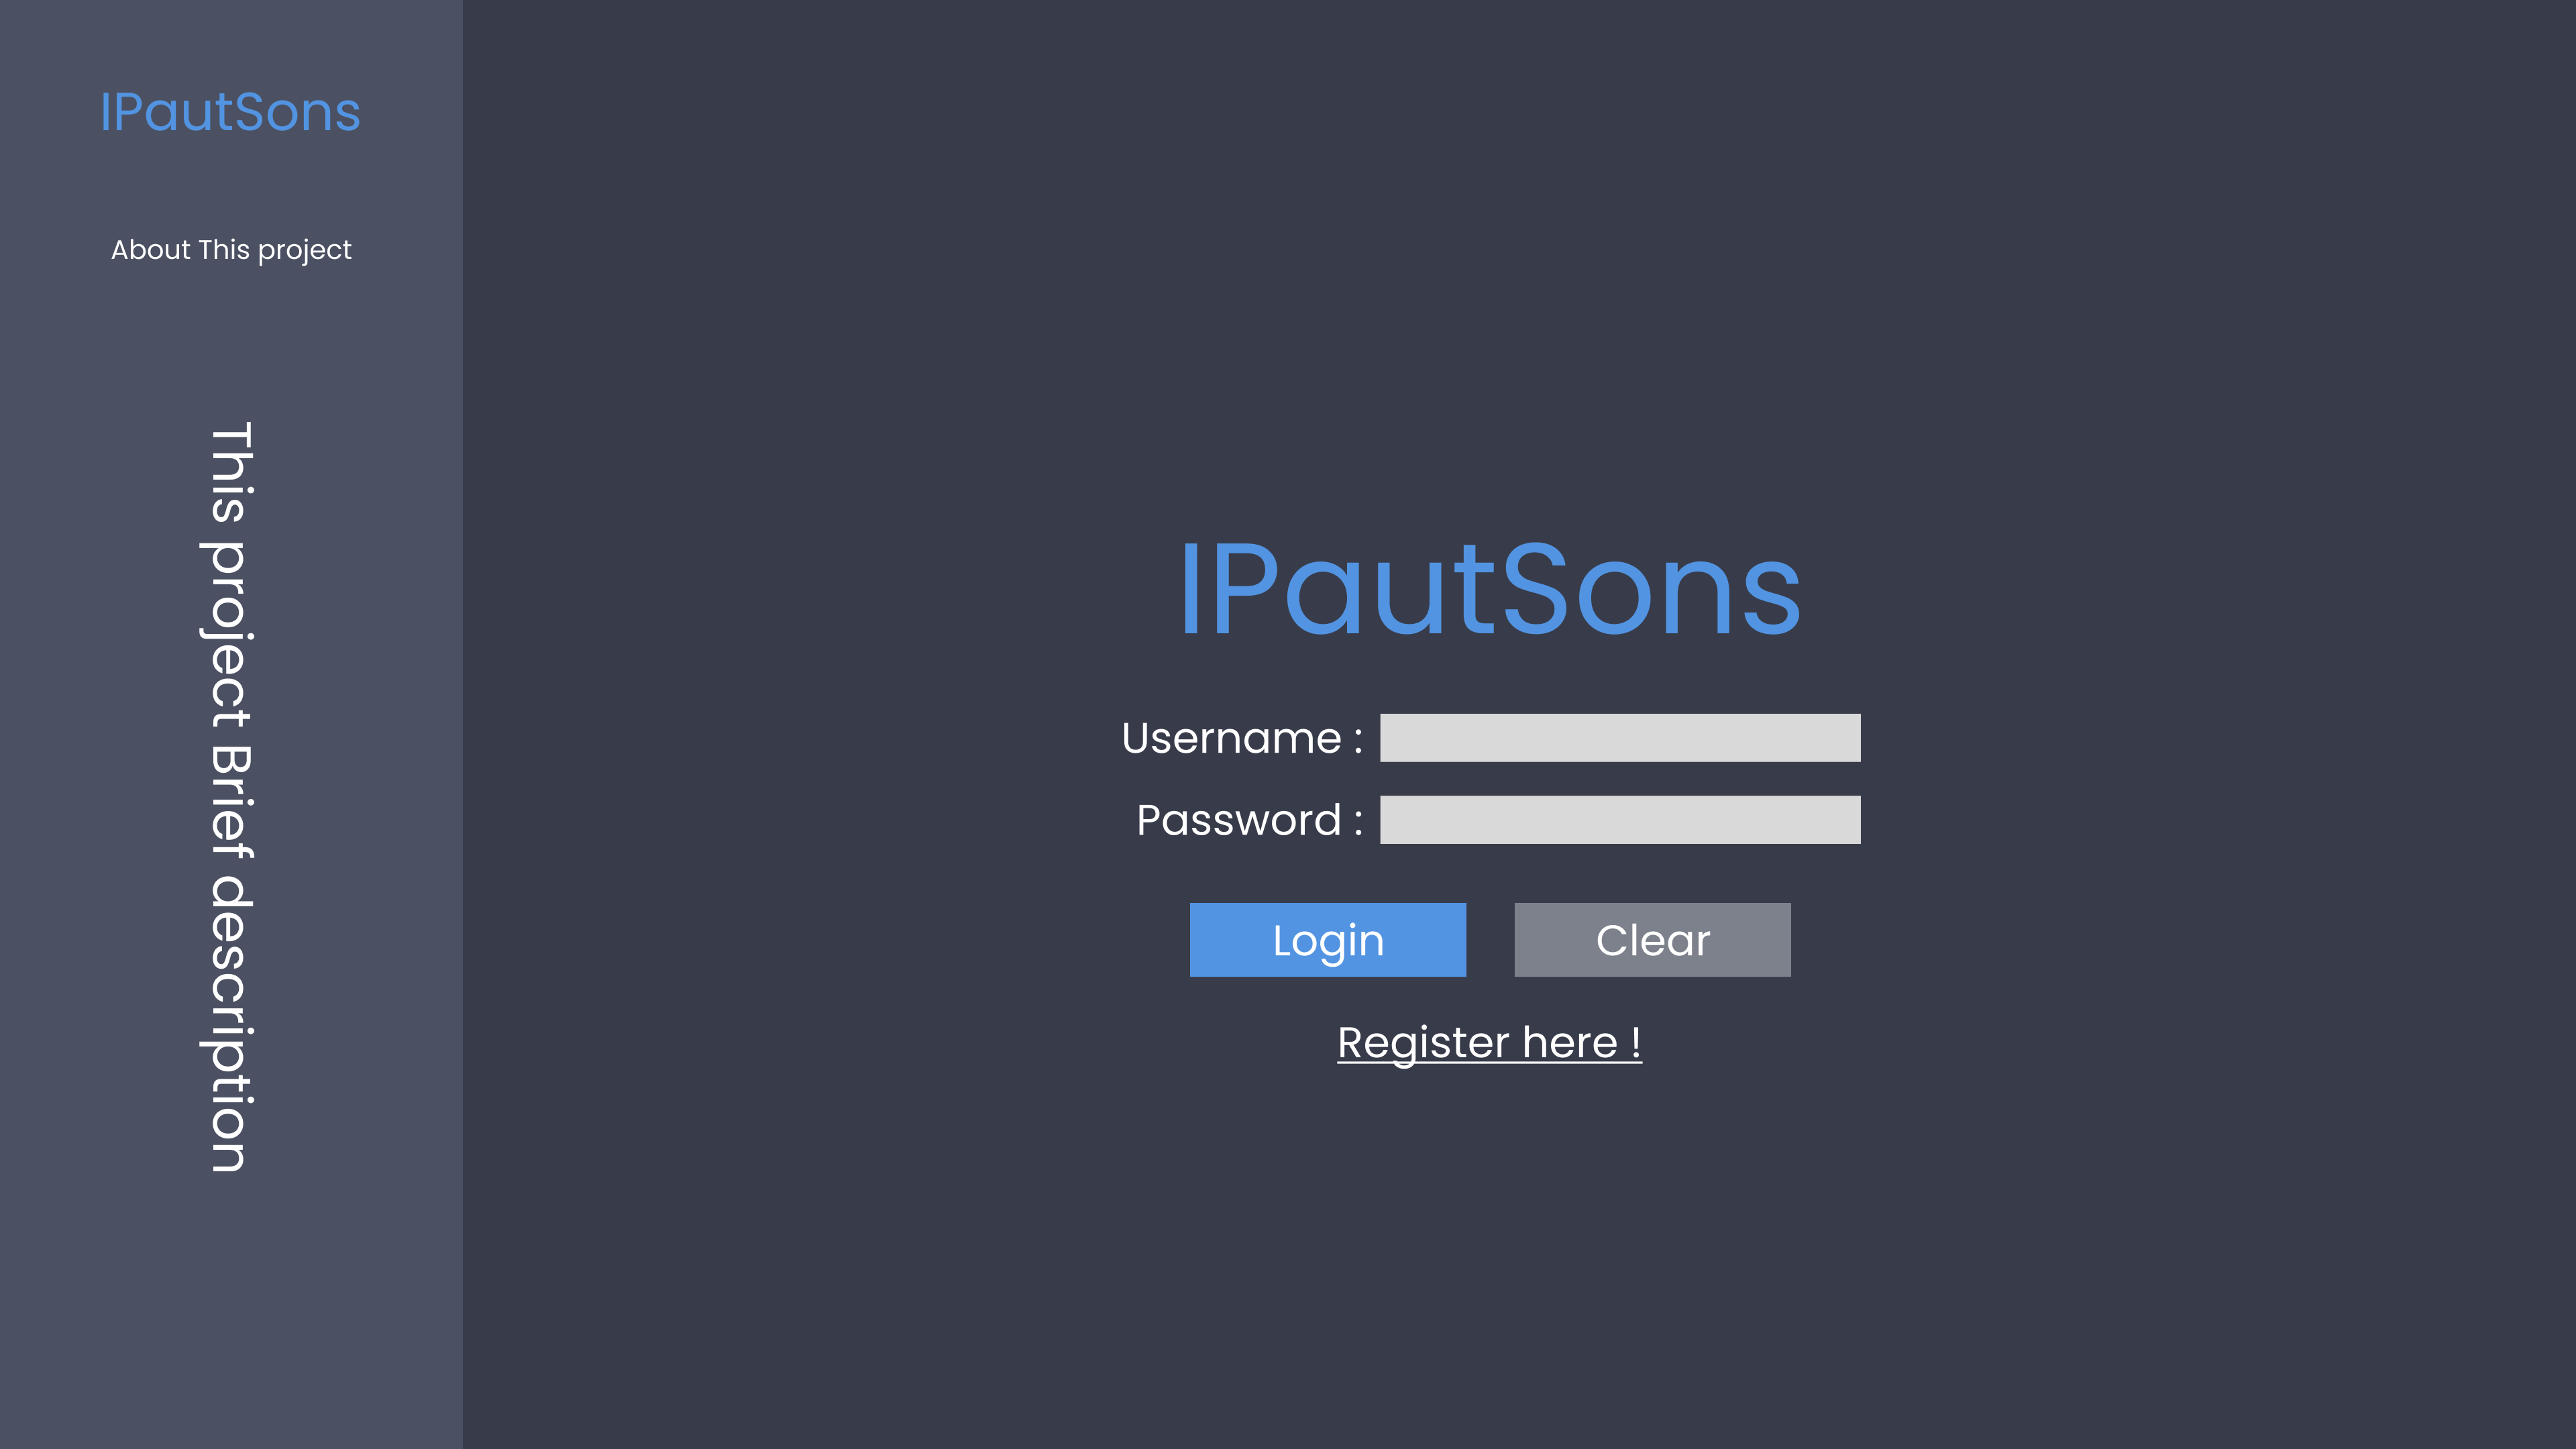 IPautSons
About This project
This project Brief description
IPautSons
Username :
Password :
Login
Clear
Register here !